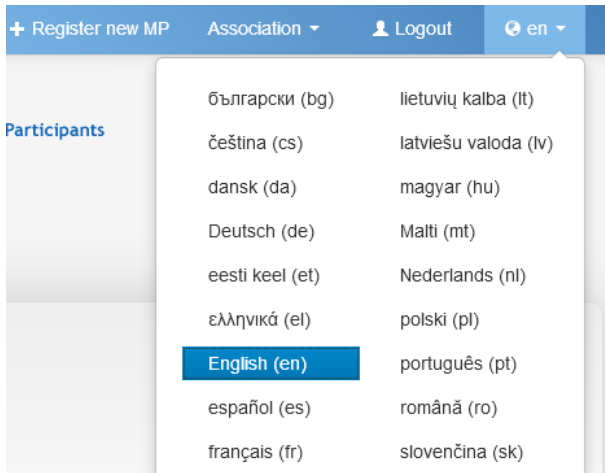 Register new MP Association Logout en
Participants
български (bg)
čeština (cs)
dansk (da)
Deutsch (de)
eesti keel (et)
ελληνικά (el)
English (en)
español (es)
français (fr)
lietuvių kalba (lt)
latviešu valoda (lv)
magyar (hu)
Malti (mt)
Nederlands (nl)
polski (pl)
português (pt)
română (ro)
slovenčina (sk)